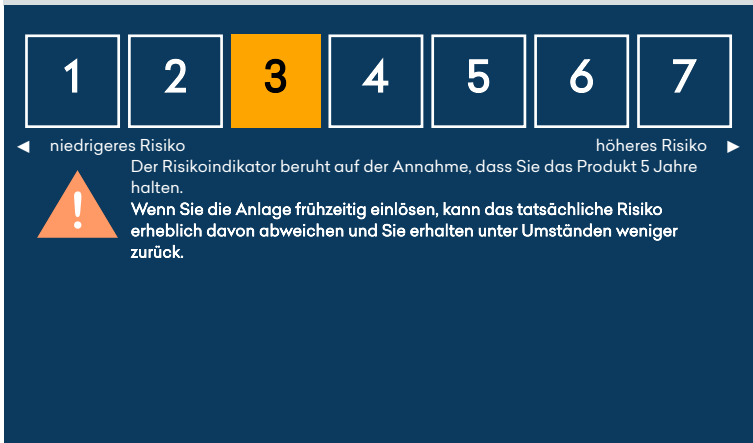 1 2 3 4 5 6 7
niedrigeres Risiko höheres Risiko
Der Risikoindikator beruht auf der Annahme, dass Sie das Produkt 5 Jahre
halten.
Wenn Sie die Anlage frühzeitig einlösen, kann das tatsächliche Risiko
erheblich davon abweichen und Sie erhalten unter Umständen weniger
zurück.